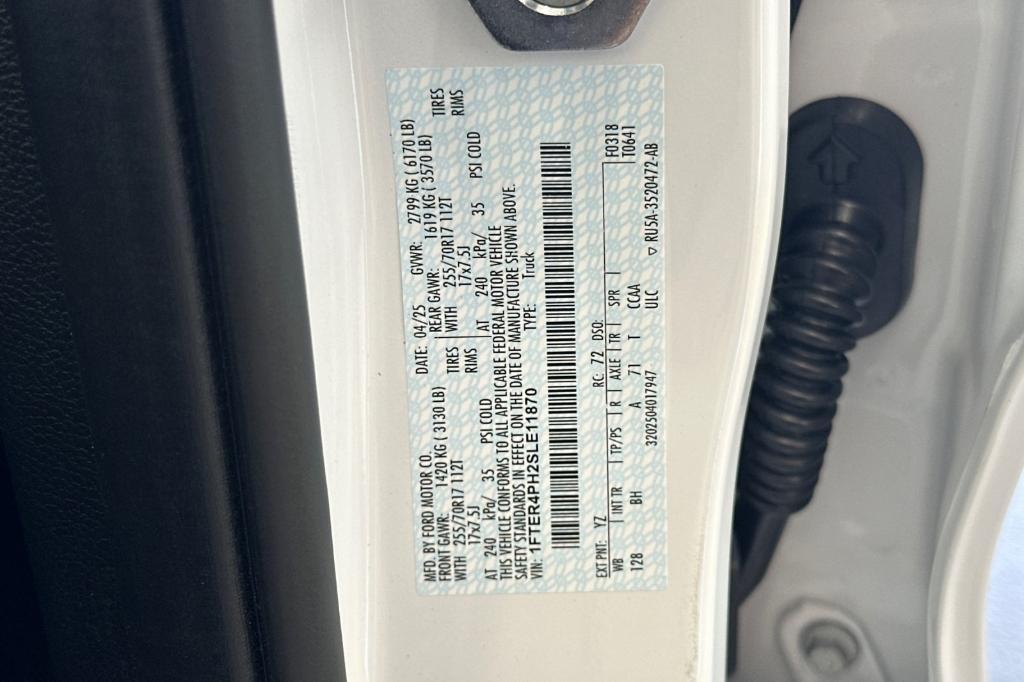 MFD. BY FORD MOTOR CO.
DATE: 04/25 GVWR: 2799 KG ( 6170 LB)
FRONT GAWR: 1420 KG ( 3130 LB) REAR GAWR: 1619 KG ( 3570 LB)
WITH 255/70R17 112T TIRES WITH 255/70R17 112T TIRES
17x7.5J RIMS 17x7.5J RIMS
AT 240 kPa/ 35 PSI COLD AT 240 kPa/ 35 PSI COLD
THIS VEHICLE CONFORMS TO ALL APPLICABLE FEDERAL MOTOR VEHICLE
SAFETY STANDARDS IN EFFECT ON THE DATE OF MANUFACTURE SHOWN ABOVE.
VIN: 1FTER4PH2SLE11870 TYPE: Truck
EXT PNT: YZ RC: 72 DSO: F0318
WB INT TR TP/PS R AXLE TR SPR T0641
128 BH A 71 T CCAA
3202504017947 ULC ▽ RU5A-3520472-AB